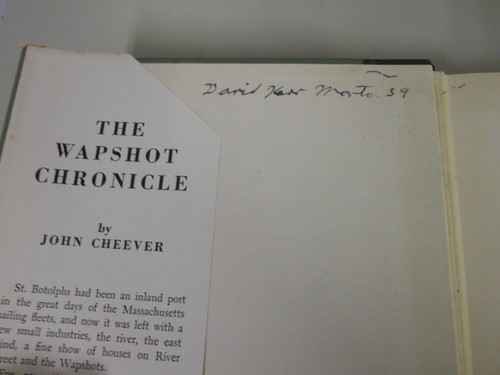 David Kerr Morto 59
THE
WAPSHOT
CHRONICLE
by
JOHN CHEEVER
St. Botolphs had been an inland port
in the great days of the Massachusetts
sailing fleets, and now it was left with a
ew small industries, the river, the east
ind, a fine show of houses on River
treet and the Wapshots.